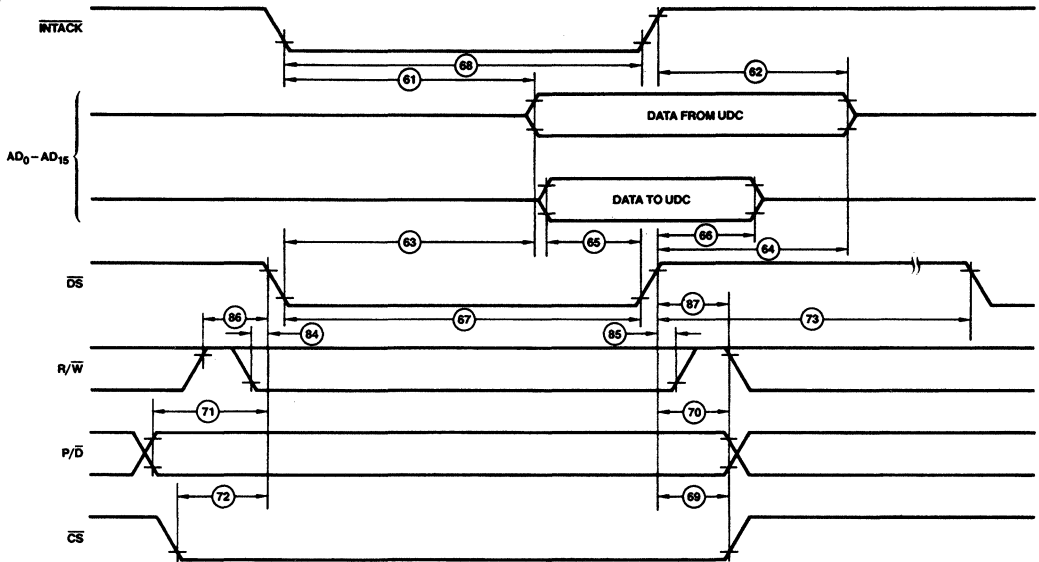 INTACK
68
61
62
DATA FROM UDC
AD0–AD15
DATA TO UDC
63
65
66
64
DS
87
86
67
73
84
85
R/W
71
70
P/D
72
69
CS